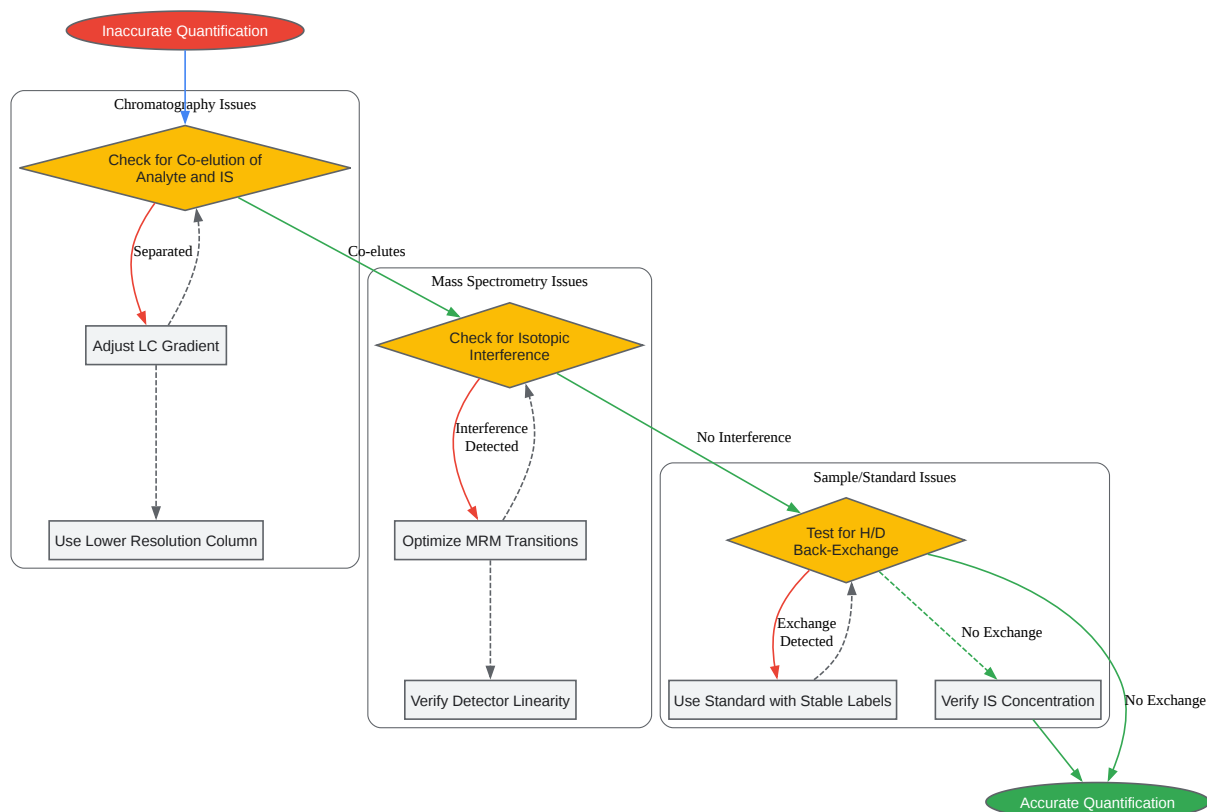 Inaccurate Quantification
Chromatography Issues
Check for Co-elution of
Analyte and IS
Separated
Co-elutes
Adjust LC Gradient
Use Lower Resolution Column
Mass Spectrometry Issues
Check for Isotopic
Interference
Interference
Detected
No Interference
Optimize MRM Transitions
Verify Detector Linearity
Sample/Standard Issues
Test for H/D
Back-Exchange
Exchange
Detected
No Exchange
No Exchange
Use Standard with Stable Labels
Verify IS Concentration
Accurate Quantification